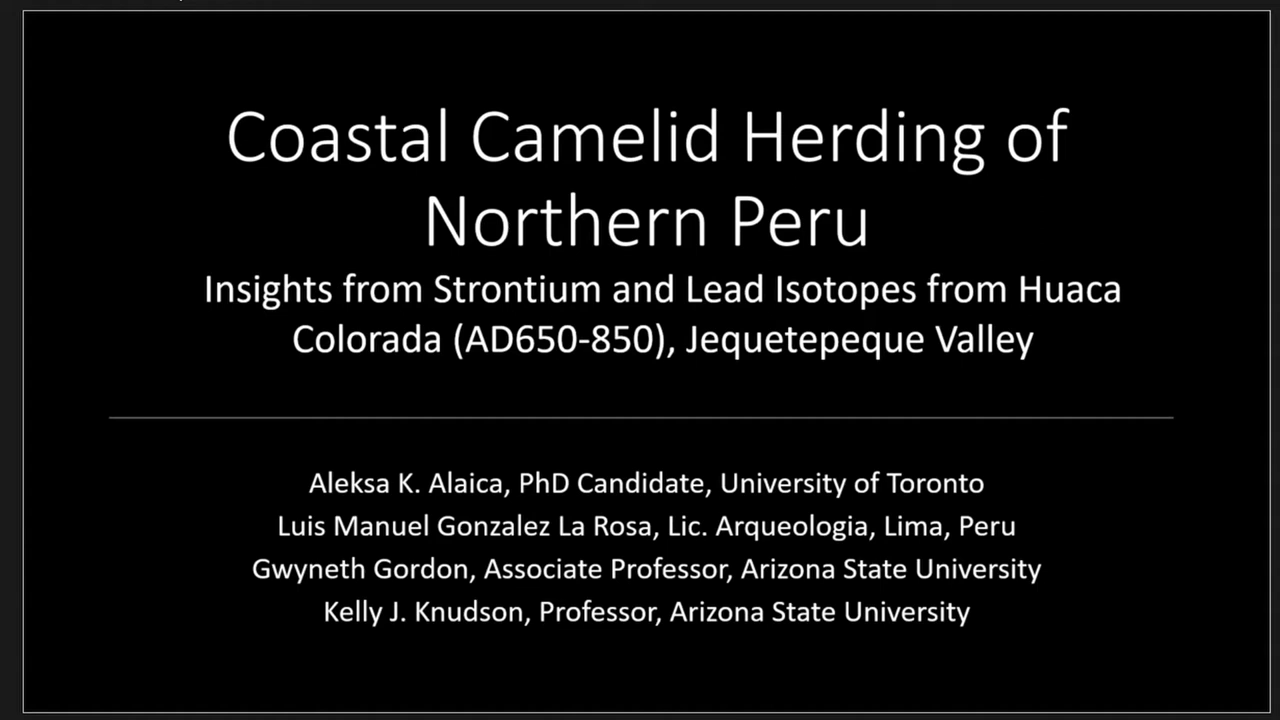 Coastal Camelid Herding of
Northern Peru
Insights from Strontium and Lead Isotopes from Huaca
Colorada (AD650-850), Jequetepeque Valley
Aleksa K. Alaica, PhD Candidate, University of Toronto
Luis Manuel Gonzalez La Rosa, Lic. Arqueologia, Lima, Peru
Gwyneth Gordon, Associate Professor, Arizona State University
Kelly J. Knudson, Professor, Arizona State University